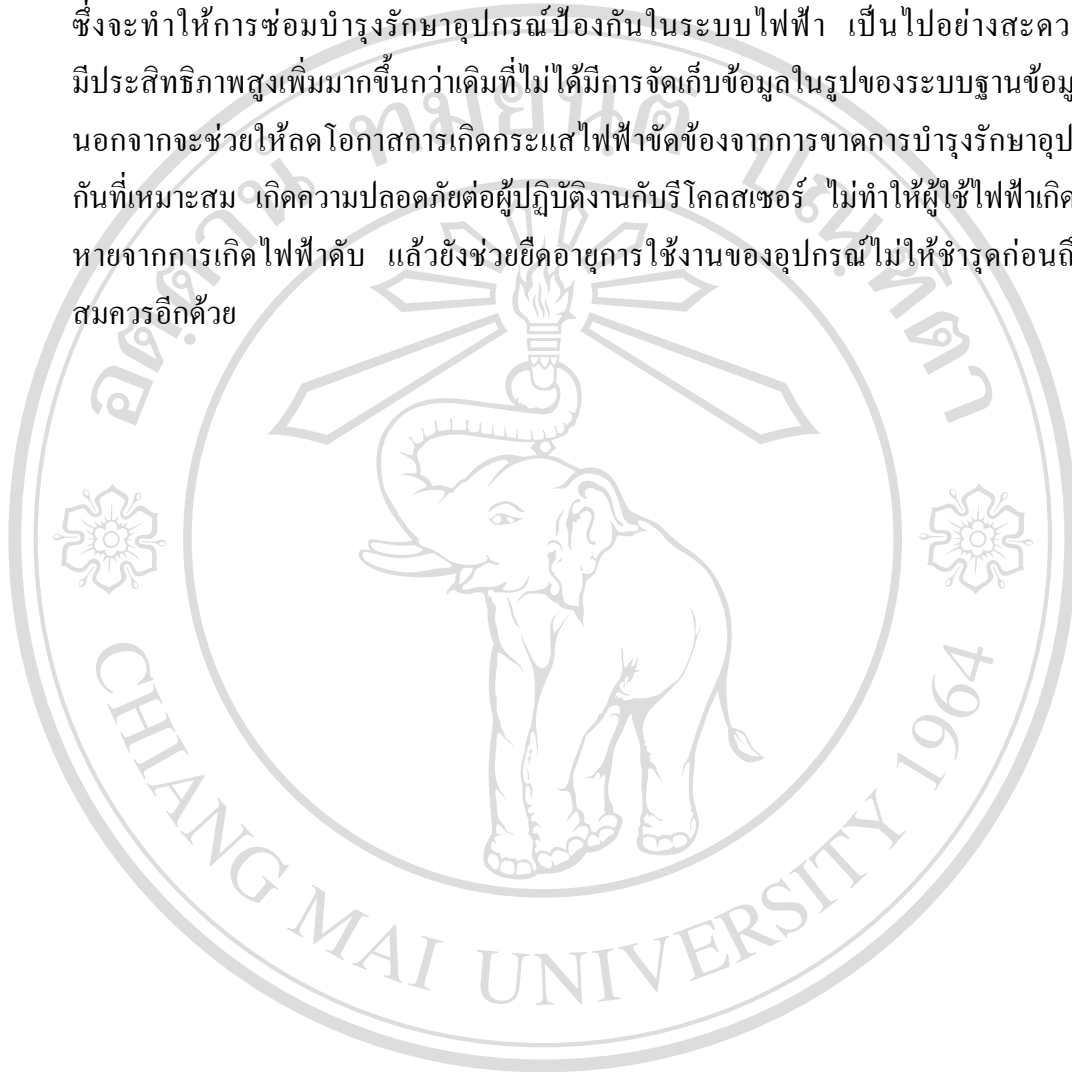 ซึ่งจะทำให้การซ่อมบำรุงรักษาอุปกรณ์ป้องกันในระบบไฟฟ้า เป็นไปอย่างสะดว
มีประสิทธิภาพสูงเพิ่มมากขึ้นกว่าเดิมที่ไม่ได้มีการจัดเก็บข้อมูลในรูปของระบบฐานข้อมู
นอกจากจะช่วยให้ลดโอกาสการเกิดกระแสไฟฟ้าขัดข้องจากการขาดการบำรุงรักษาอุป
กันที่เหมาะสม เกิดความปลอดภัยต่อผู้ปฏิบัติงานกับรีโคลสเซอร์ ไม่ทำให้ผู้ใช้ไฟฟ้าเกิด
หายจากการเกิดไฟฟ้าดับ แล้วยังช่วยยืดอายุการใช้งานของอุปกรณ์ไม่ให้ชำรุดก่อนถึ
สมควรอีกด้วย
อตฺตานํ ทมยนฺติ ปณฺฑิตา
CHIANG MAI UNIVERSITY 1964